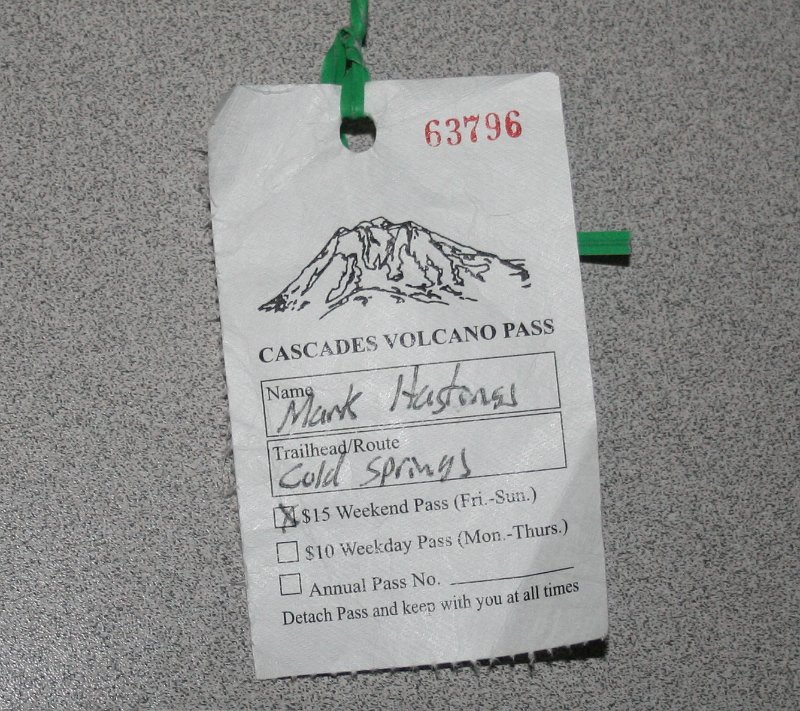 63796
CASCADES VOLCANO PASS
Name
Mark Hastings
Trailhead/Route
Cold Springs
$15 Weekend Pass (Fri.-Sun.)
$10 Weekday Pass (Mon.-Thurs.)
Annual Pass No.
Detach Pass and keep with you at all times